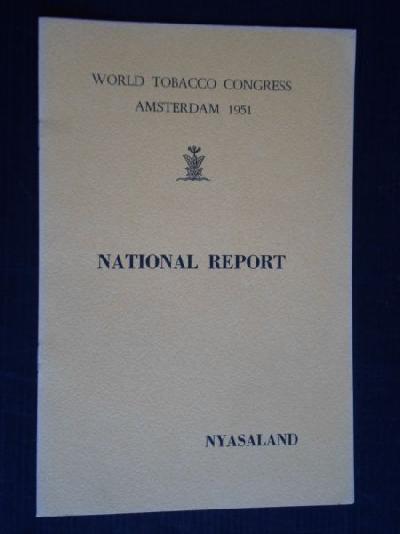 WORLD TOBACCO CONGRESS
AMSTERDAM 1951
NATIONAL REPORT
NYASALAND